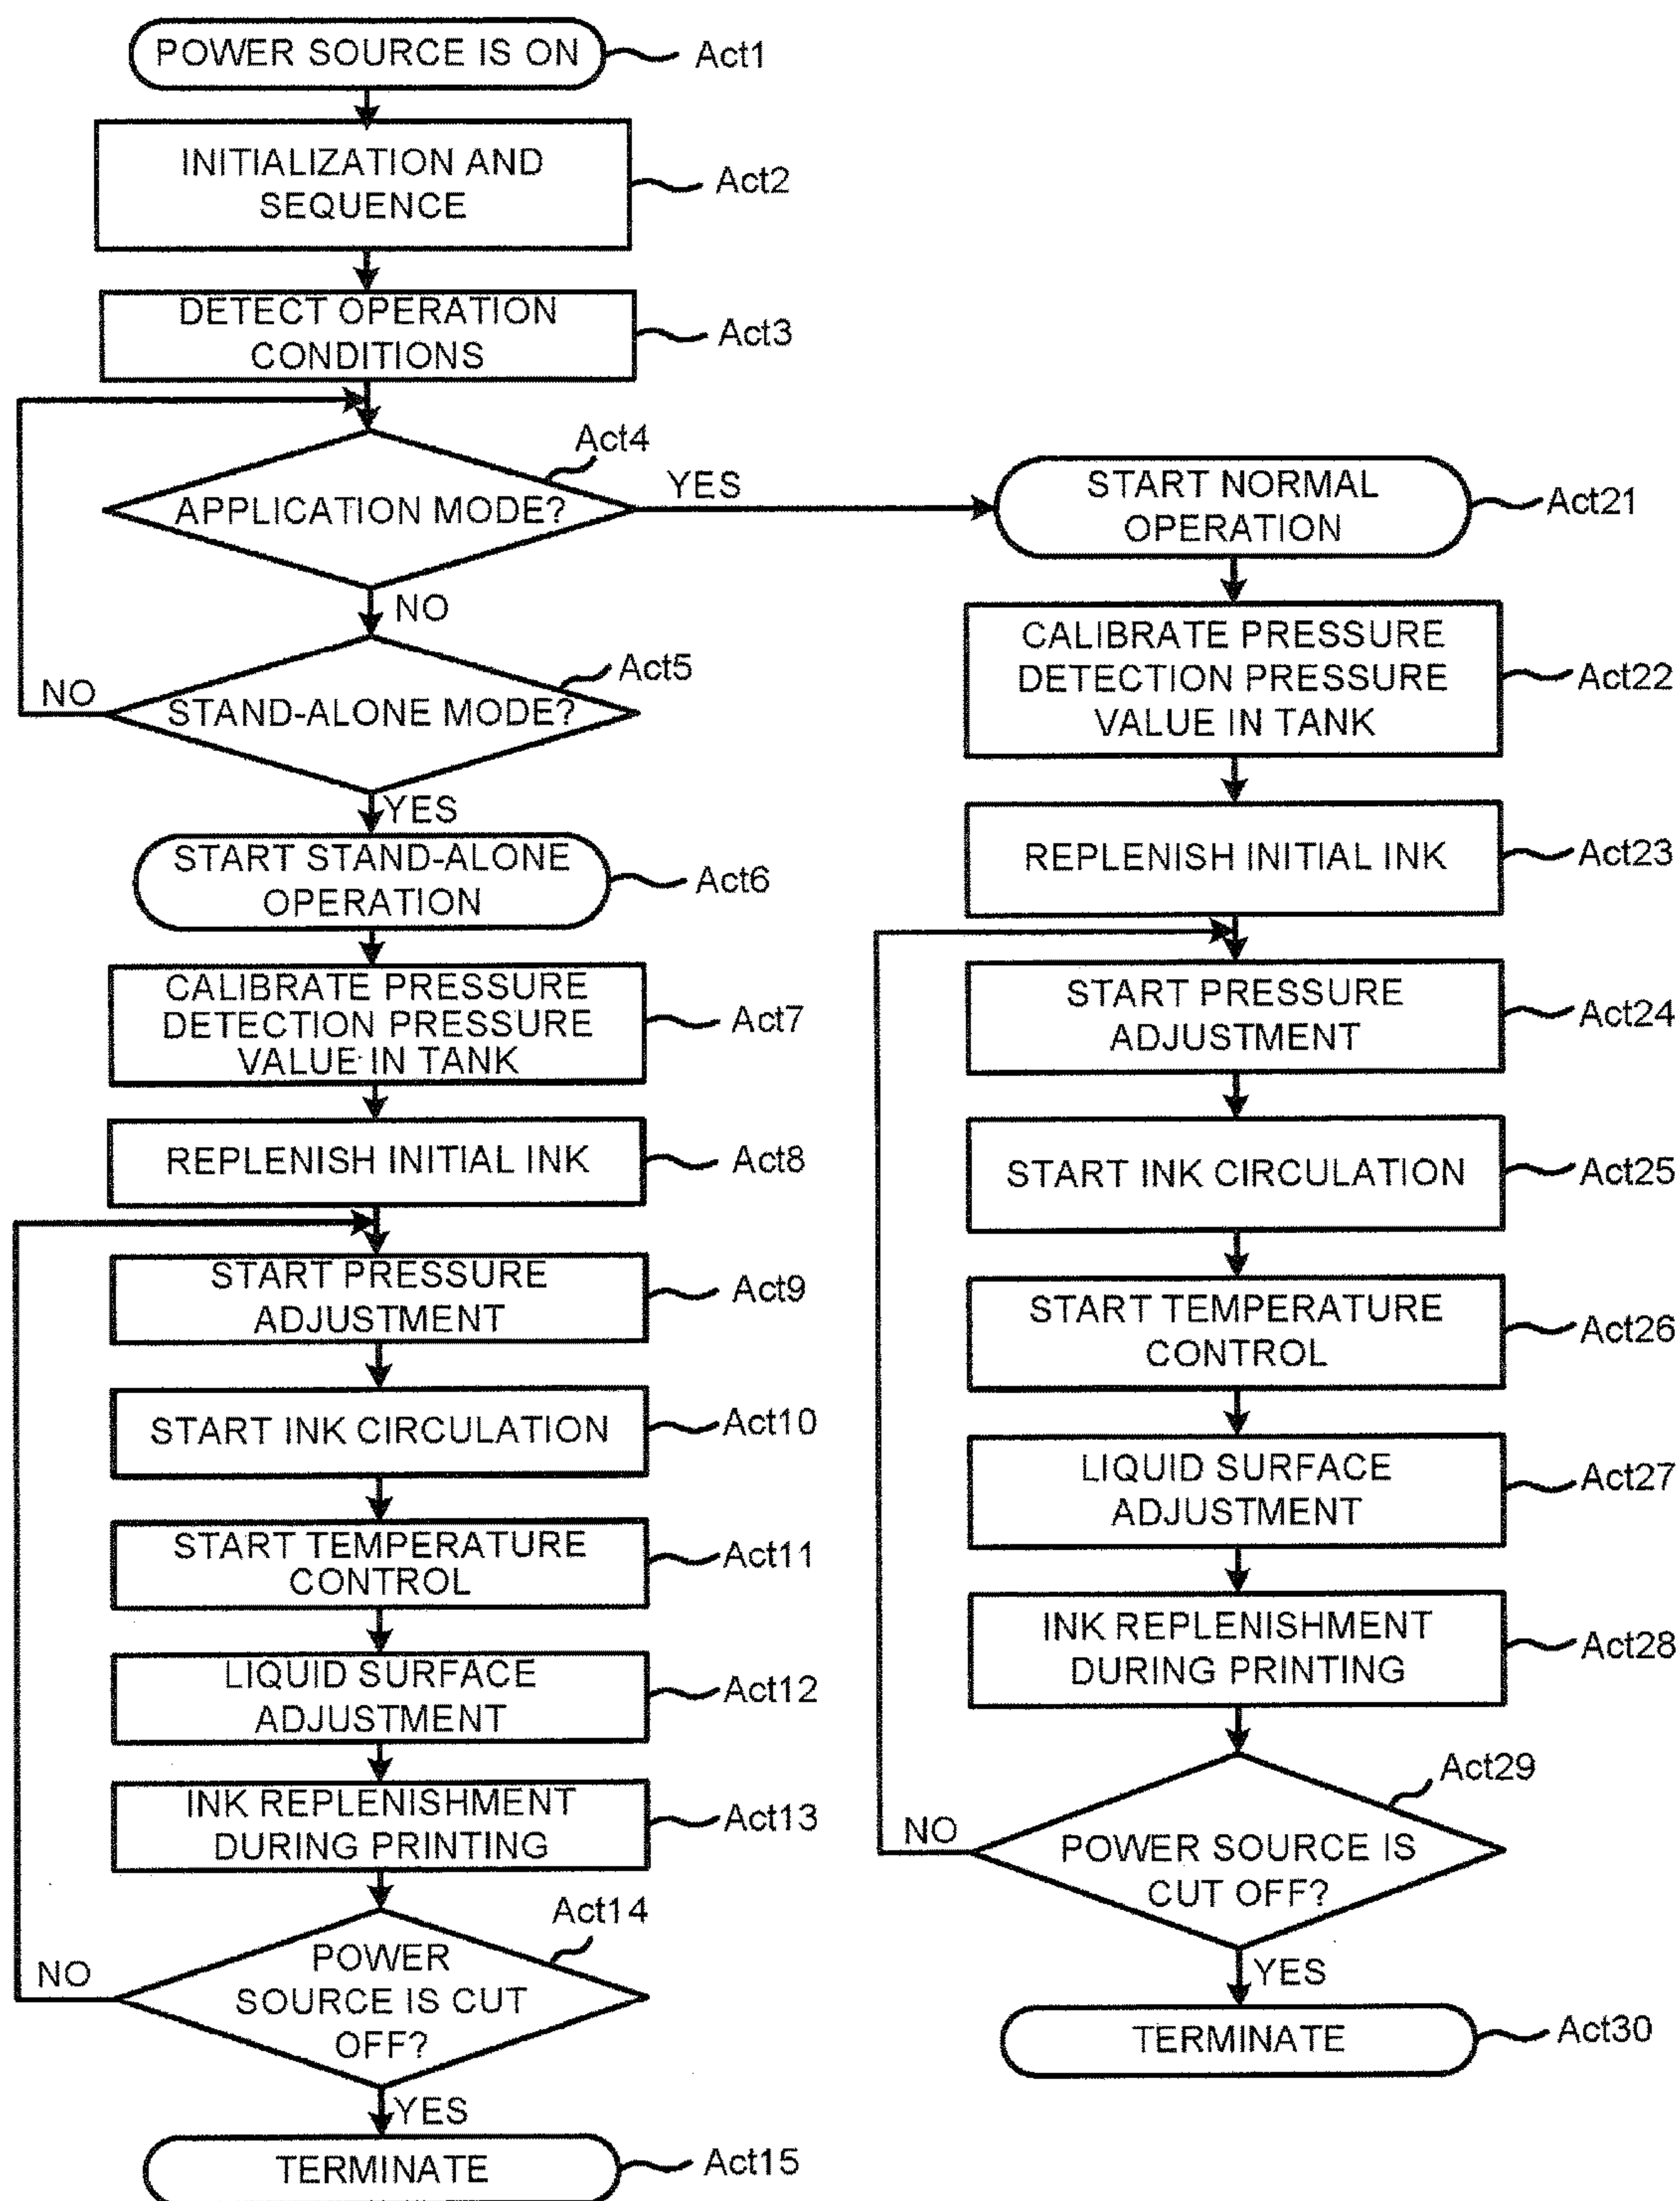 POWER SOURCE IS ON
Act1
INITIALIZATION AND
SEQUENCE
Act2
DETECT OPERATION
CONDITIONS
Act3
Act4
APPLICATION MODE?
YES
NO
Act5
STAND-ALONE MODE?
NO
YES
START STAND-ALONE
OPERATION
Act6
CALIBRATE PRESSURE
DETECTION PRESSURE
VALUE IN TANK
Act7
REPLENISH INITIAL INK
Act8
START PRESSURE
ADJUSTMENT
Act9
START INK CIRCULATION
Act10
START TEMPERATURE
CONTROL
Act11
LIQUID SURFACE
ADJUSTMENT
Act12
INK REPLENISHMENT
DURING PRINTING
Act13
Act14
POWER
SOURCE IS CUT
OFF?
NO
YES
TERMINATE
Act15
START NORMAL
OPERATION
Act21
CALIBRATE PRESSURE
DETECTION PRESSURE
VALUE IN TANK
Act22
REPLENISH INITIAL INK
Act23
START PRESSURE
ADJUSTMENT
Act24
START INK CIRCULATION
Act25
START TEMPERATURE
CONTROL
Act26
LIQUID SURFACE
ADJUSTMENT
Act27
INK REPLENISHMENT
DURING PRINTING
Act28
Act29
POWER SOURCE IS
CUT OFF?
NO
YES
TERMINATE
Act30